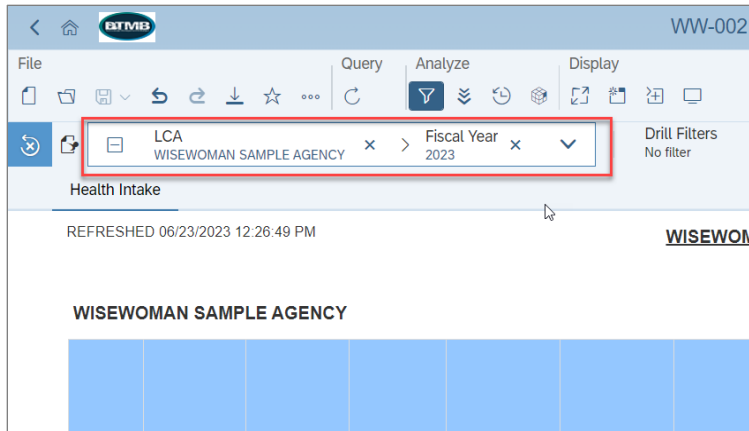 DTMB
WW-002
File
Query
Analyze
Display
LCA
WISEWOMAN SAMPLE AGENCY
Fiscal Year
2023
Drill Filters
No filter
Health Intake
REFRESHED 06/23/2023 12:26:49 PM
WISEWOM
WISEWOMAN SAMPLE AGENCY